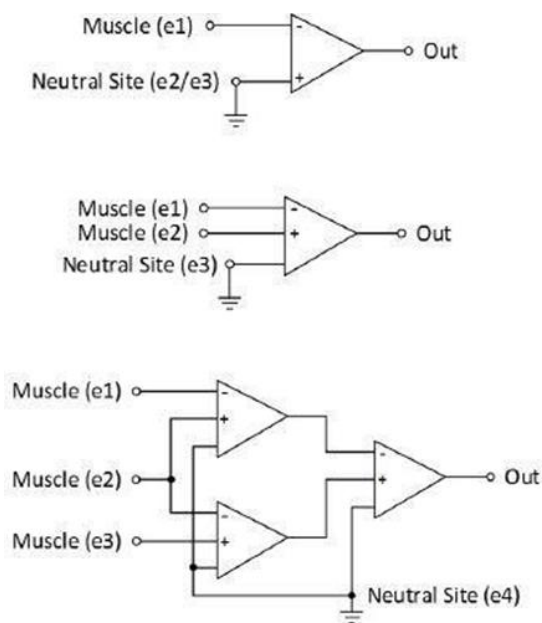 Muscle (e1)
-
Out
Neutral Site (e2/e3)
+
Muscle (e1)
-
Muscle (e2)
+
Out
Neutral Site (e3)
Muscle (e1)
-
+
-
Muscle (e2)
+
Out
-
Muscle (e3)
+
Neutral Site (e4)